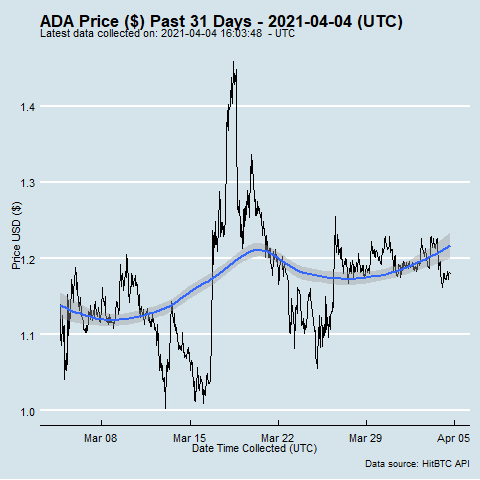 ADA Price ($) Past 31 Days - 2021-04-04 (UTC)
Latest data collected on: 2021-04-04 16:03:48 - UTC
Price USD ($)
1.4
1.3
1.2
1.1
1.0
Mar 08 Mar 15 Mar 22 Mar 29 Apr 05
Date Time Collected (UTC)
Data source: HitBTC API